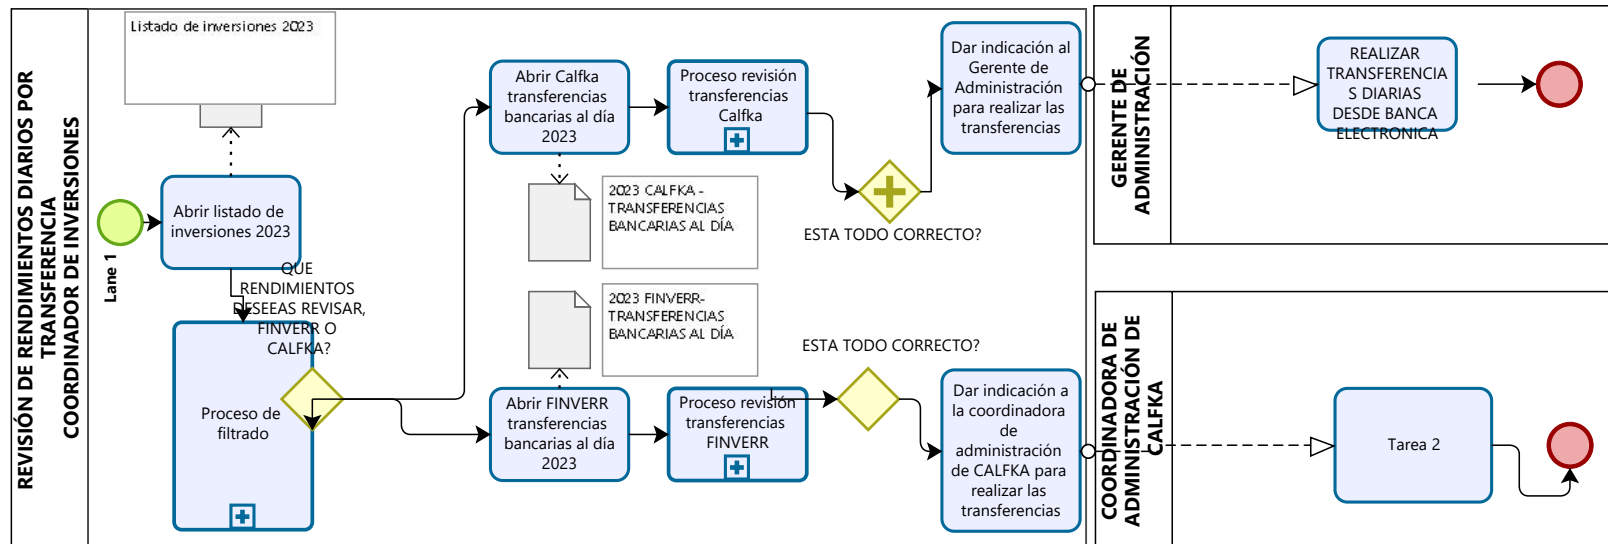 REVISIÓN DE RENDIMIENTOS DIARIOS POR
TRANSFERENCIA
COORDINADOR DE INVERSIONES
Lane 1
Listado de inversiones 2023
Abrir listado de
inversiones 2023
QUE
RENDIMIENTOS
DESEEAS REVISAR,
FINVERR O
CALFKA?
Proceso de
filtrado
Abrir Calfka
transferencias
bancarias al día
2023
Proceso revisión
transferencias
Calfka
2023 CALFKA -
TRANSFERENCIAS
BANCARIAS AL DÍA
ESTA TODO CORRECTO?
Dar indicación al
Gerente de
Administración
para realizar las
transferencias
2023 FINVERR-
TRANSFERENCIAS
BANCARIAS AL DÍA
ESTA TODO CORRECTO?
Abrir FINVERR
transferencias
bancarias al día
2023
Proceso revisión
transferencias
FINVERR
Dar indicación a
la coordinadora
de
administración
de CALFKA para
realizar las
transferencias
GERENTE DE
ADMINISTRACIÓN
REALIZAR
TRANSFERENCIA
S DIARIAS
DESDE BANCA
ELECTRONICA
COORDINADORA DE
ADMINISTRACIÓN DE
CALFKA
Tarea 2